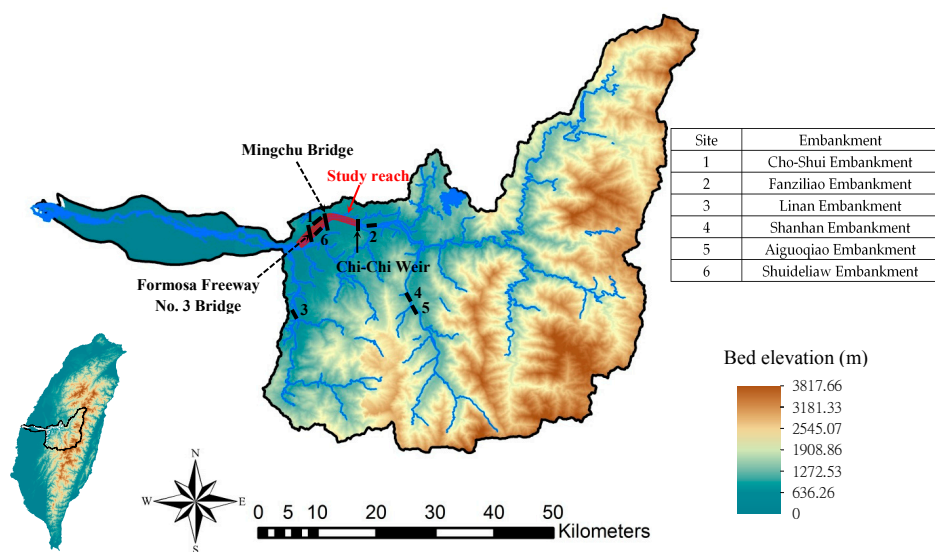 Mingchu Bridge
Study reach
1
6
2
Chi-Chi Weir
Formosa Freeway
No. 3 Bridge
4
5
3
Site Embankment
1 Cho-Shui Embankment
2 Fanziliao Embankment
3 Linan Embankment
4 Shanhan Embankment
5 Aiguoqiao Embankment
6 Shuideliaw Embankment
Bed elevation (m)
3817.66
3181.33
2545.07
1908.86
1272.53
636.26
0
N
W E
S
0 5 10 20 30 40 50
Kilometers